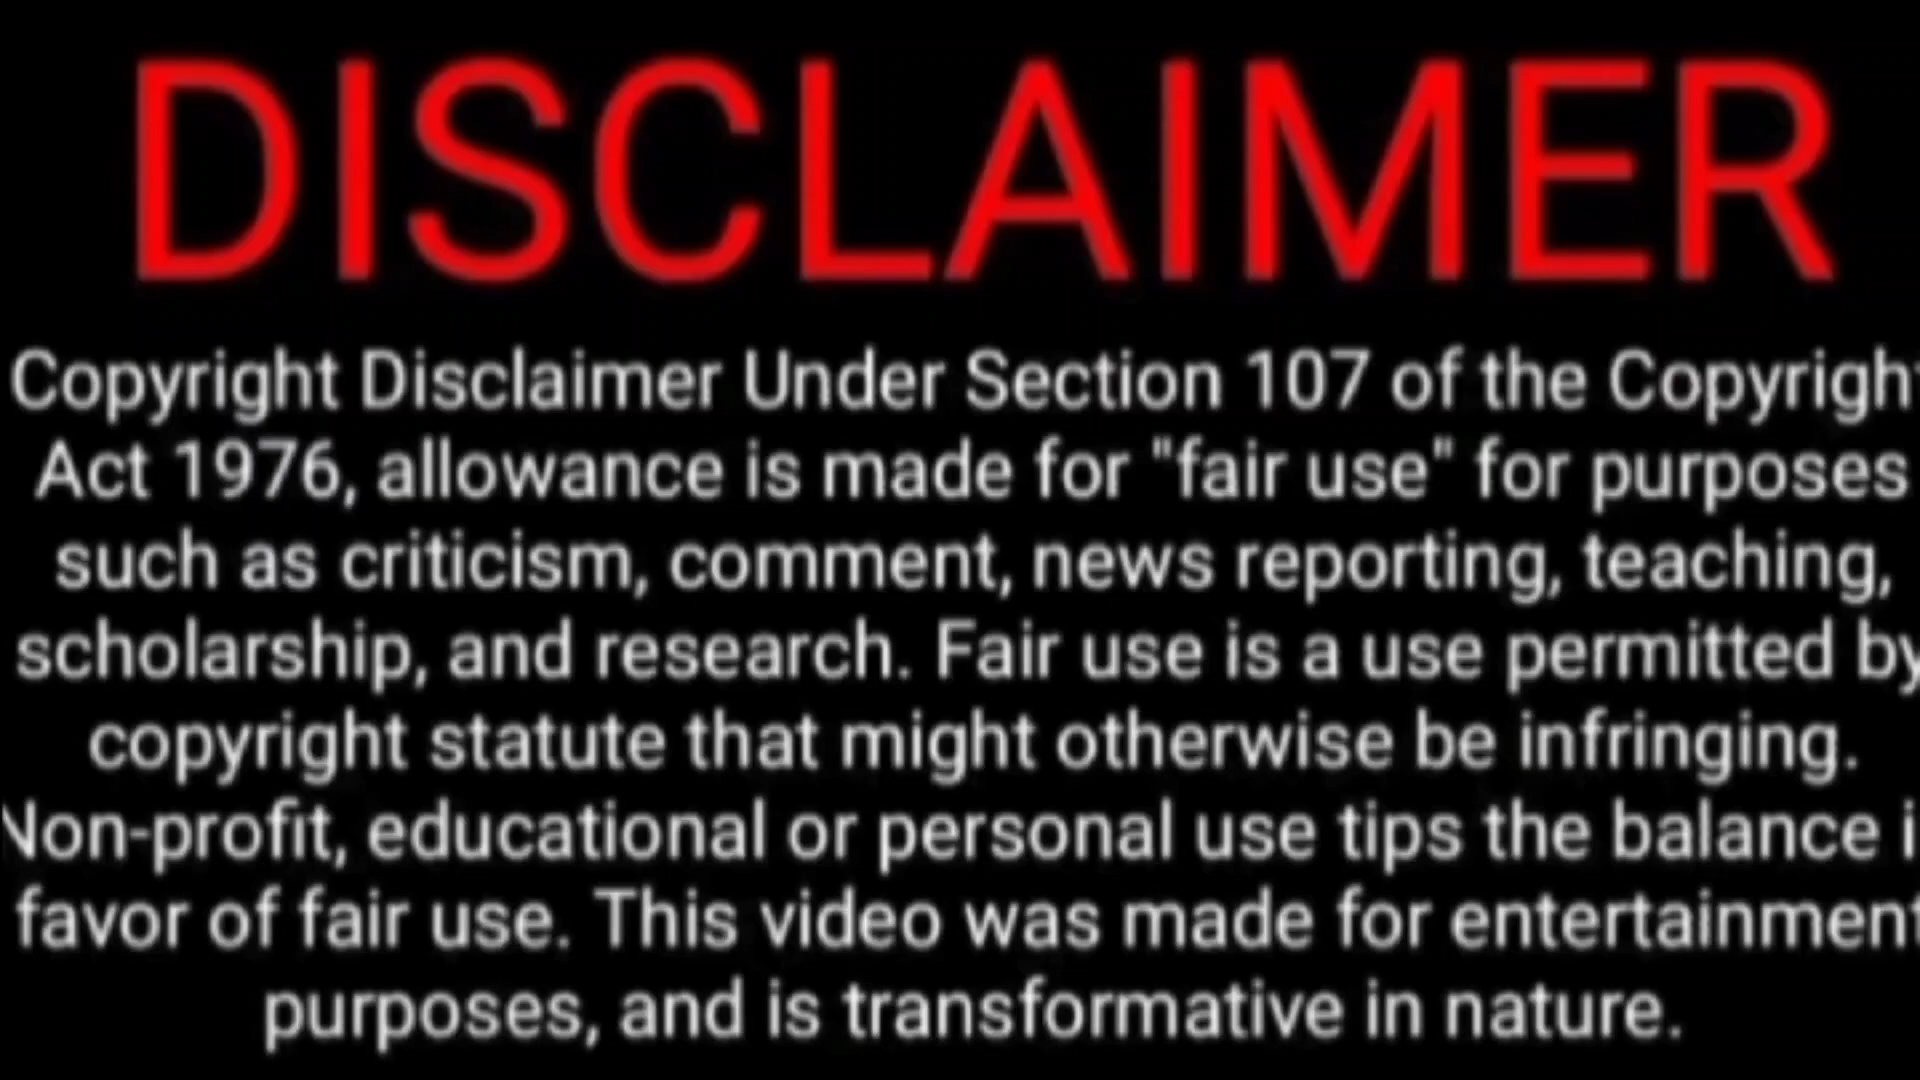 DISCLAIMER
Copyright Disclaimer Under Section 107 of the Copyright
Act 1976, allowance is made for "fair use" for purposes
such as criticism, comment, news reporting, teaching,
scholarship, and research. Fair use is a use permitted by
copyright statute that might otherwise be infringing.
Non-profit, educational or personal use tips the balance i
favor of fair use. This video was made for entertainment
purposes, and is transformative in nature.